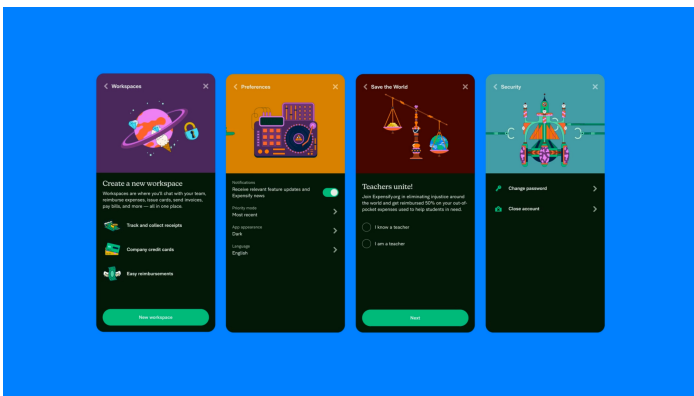 Workspaces
Create a new workspace
Workspaces are where you'll chat with your team,
reimburse expenses, issue cards, send invoices,
pay bills, and more — all in one place.
Track and collect receipts
Company credit cards
Easy reimbursements
New workspace
Preferences
Notifications
Receive relevant feature updates and
Expensify news
Priority mode
Most recent
App appearance
Dark
Language
English
Save the World
Teachers unite!
Join Expensify.org in eliminating injustice around
the world and get reimbursed 50% on your out-of-
pocket expenses used to help students in need.
I know a teacher
I am a teacher
Next
Security
Change password
Close account